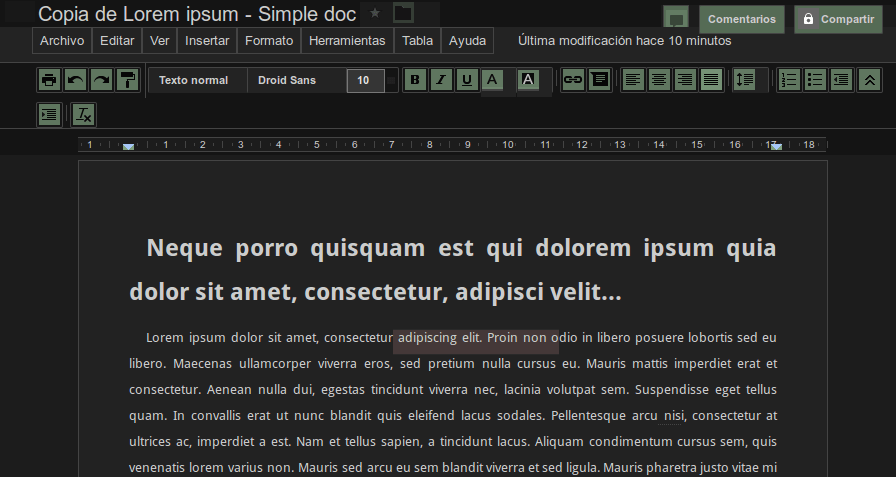 Copia de Lorem ipsum - Simple doc
Comentarios
Compartir
Archivo Editar Ver Insertar Formato Herramientas Tabla Ayuda Última modificación hace 10 minutos
Texto normal Droid Sans 10 B I U A A
1 1 2 3 4 5 6 7 8 9 10 11 12 13 14 15 16 17 18
Neque porro quisquam est qui dolorem ipsum quia
dolor sit amet, consectetur, adipisci velit...
Lorem ipsum dolor sit amet, consectetur adipiscing elit. Proin non odio in libero posuere lobortis sed eu
libero. Maecenas ullamcorper viverra eros, sed pretium nulla cursus eu. Mauris mattis imperdiet erat et
consectetur. Aenean nulla dui, egestas tincidunt viverra nec, lacinia volutpat sem. Suspendisse eget tellus
quam. In convallis erat ut nunc blandit quis eleifend lacus sodales. Pellentesque arcu nisi, consectetur at
ultrices ac, imperdiet a est. Nam et tellus sapien, a tincidunt lacus. Aliquam condimentum cursus sem, quis
venenatis lorem varius non. Mauris sed arcu eu sem blandit viverra et sed ligula. Mauris pharetra justo vitae mi